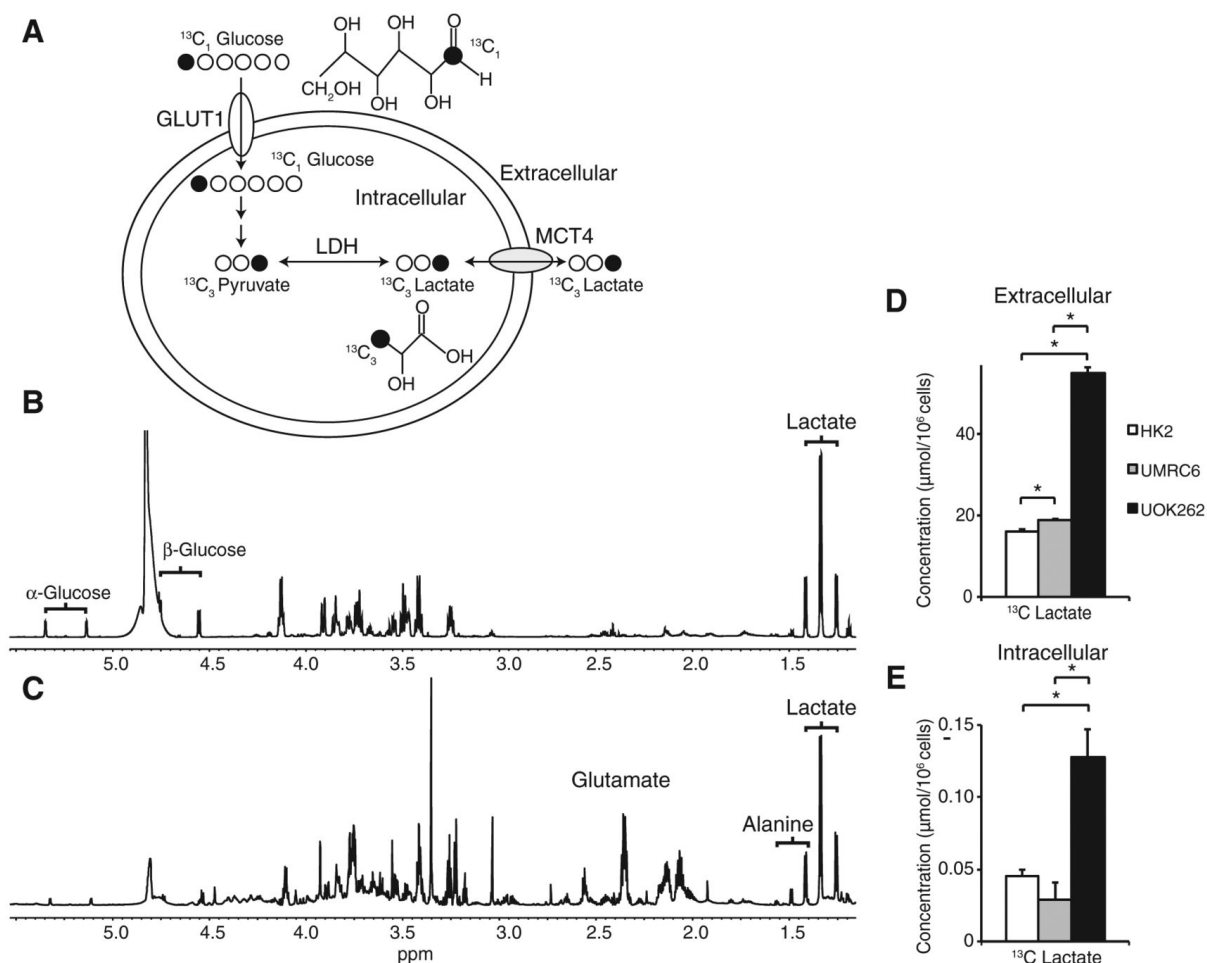 A
¹³C₁ Glucose
OH
OH
O
¹³C₁
H
CH₂OH
OH
OH
GLUT1
¹³C₁ Glucose
Extracellular
Intracellular
MCT4
LDH
¹³C₃ Pyruvate
¹³C₃ Lactate
¹³C₃ Lactate
O
¹³C₃
OH
OH
B
Lactate
β-Glucose
α-Glucose
5.0 4.5 4.0 3.5 3.0 2.5 2.0 1.5
C
Lactate
Glutamate
Alanine
5.0 4.5 4.0 3.5 3.0 2.5 2.0 1.5
ppm
D
Extracellular
*
*
*
Concentration (μmol/10⁶ cells)
40
20
0
¹³C Lactate
HK2
UMRC6
UOK262
E
Intracellular
*
*
Concentration (μmol/10⁶ cells)
0.15
0.10
0.05
0
¹³C Lactate